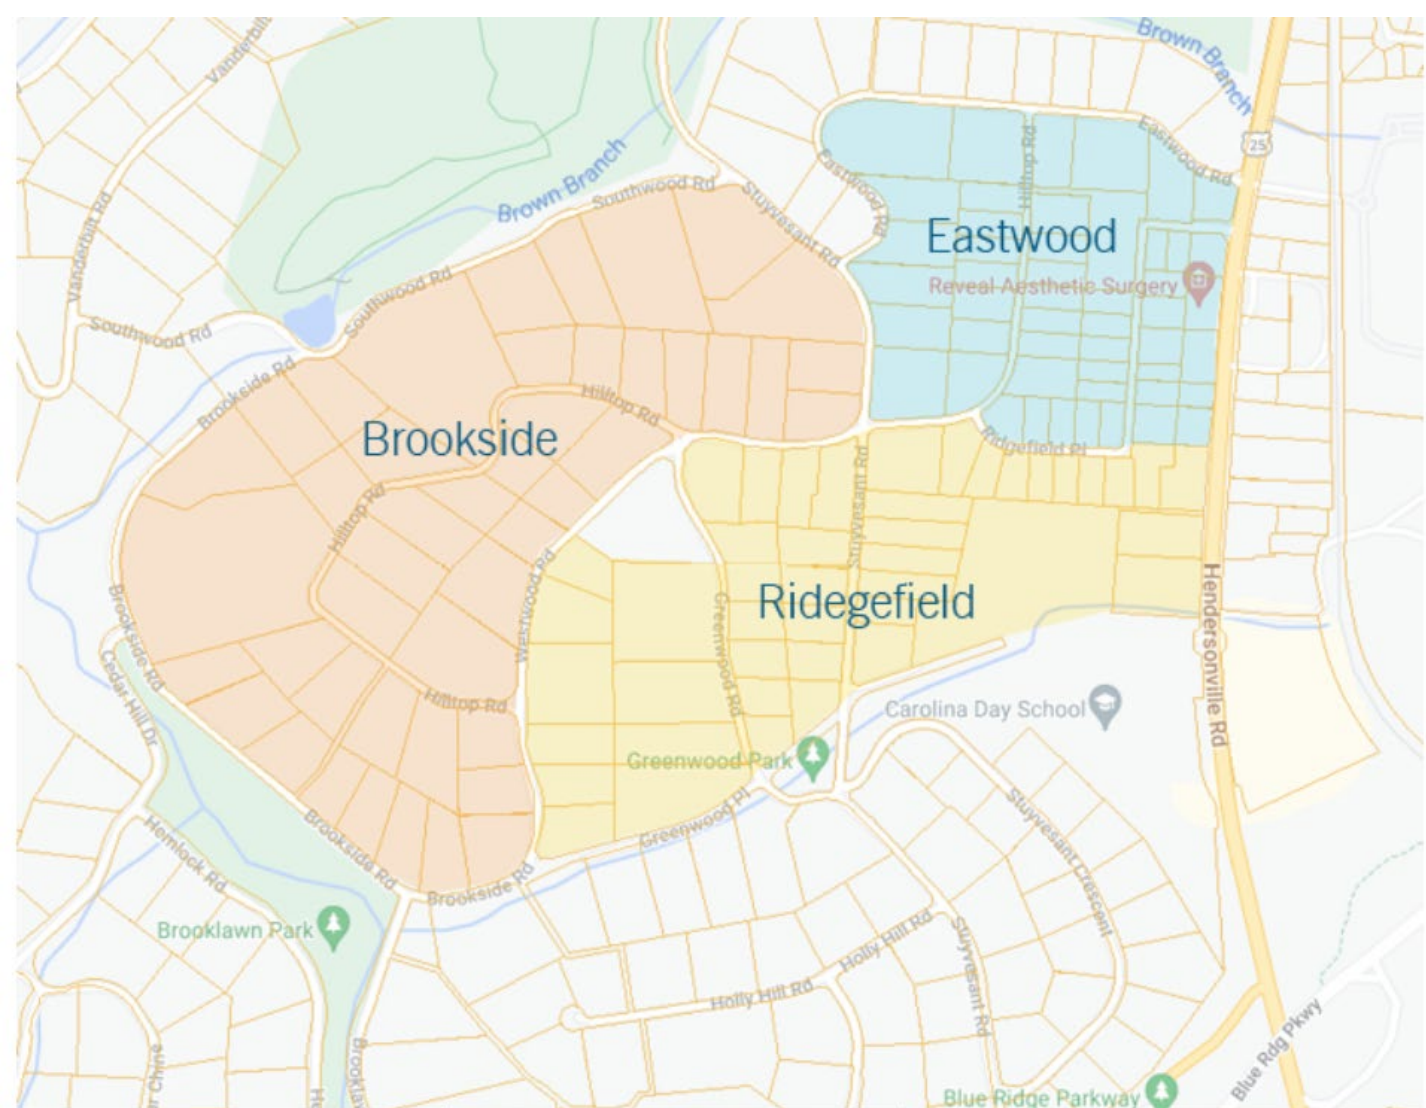 Vanderbilt
Brown Branch
25
Eastwood Rd
Hilltop Rd
Eastwood Rd
Brown Branch
Southwood Rd
Stuyvesant Rd
Vanderbilt Rd
Eastwood
Reveal Aesthetic Surgery
Southwood Rd
Southwood Rd
Brookside Rd
Hilltop Rd
Brookside
Ridgefield Pl
Hilltop Rd
Stuyvesant Rd
Westwood Rd
Ridegefield
Greenwood Rd
Hendersonville Rd
Brookside Rd
Cedar Hill Dr
Hilltop Rd
Carolina Day School
Greenwood Park
Greenwood Pl
Stuyvesant Crescent
Hemlock Rd
Brookside Rd
Brookside Rd
Brooklawn Park
Holly Hill Rd
Holly Hill Rd
Stuyvesant Rd
Blue Rdg Pkwy
Blue Ridge Parkway